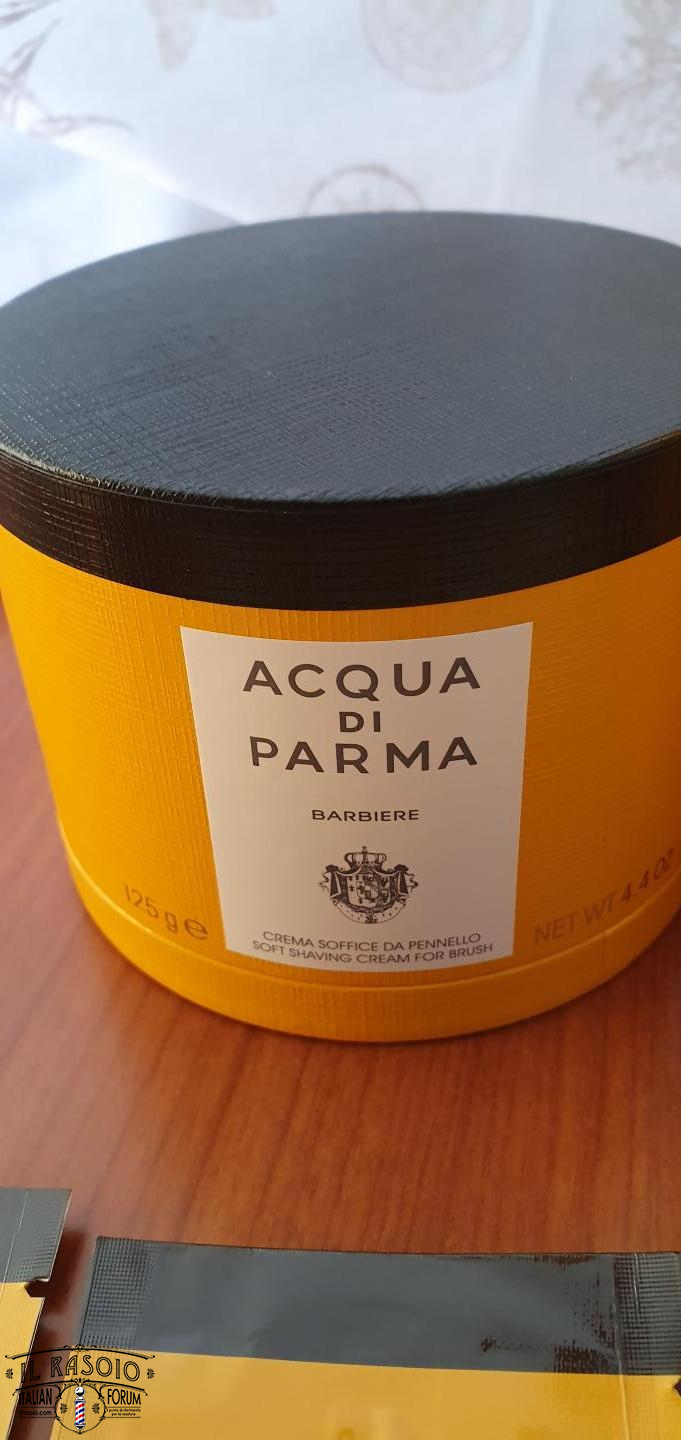 ACQUA
DI
PARMA
BARBIERE
125 g e
NET WT 4.4 OZ
CREMA SOFFICE DA PENNELLO
SOFT SHAVING CREAM FOR BRUSH
IL RASOIO
ITALIAN FORUM